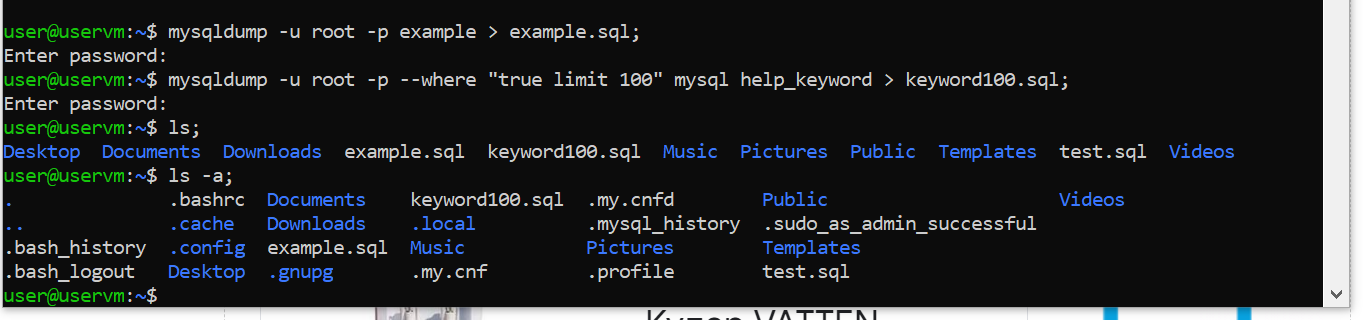 user@uservm:~$ mysqldump -u root -p example > example.sql;
Enter password:
user@uservm:~$ mysqldump -u root -p --where "true limit 100" mysql help_keyword > keyword100.sql;
Enter password:
user@uservm:~$ ls;
Desktop Documents Downloads example.sql keyword100.sql Music Pictures Public Templates test.sql Videos
user@uservm:~$ ls -a;
. .bashrc Documents keyword100.sql .my.cnfd Public Videos
.. .cache Downloads .local .mysql_history .sudo_as_admin_successful
.bash_history .config example.sql Music Pictures Templates
.bash_logout Desktop .gnupg .my.cnf .profile test.sql
user@uservm:~$
Кулер VATTEN